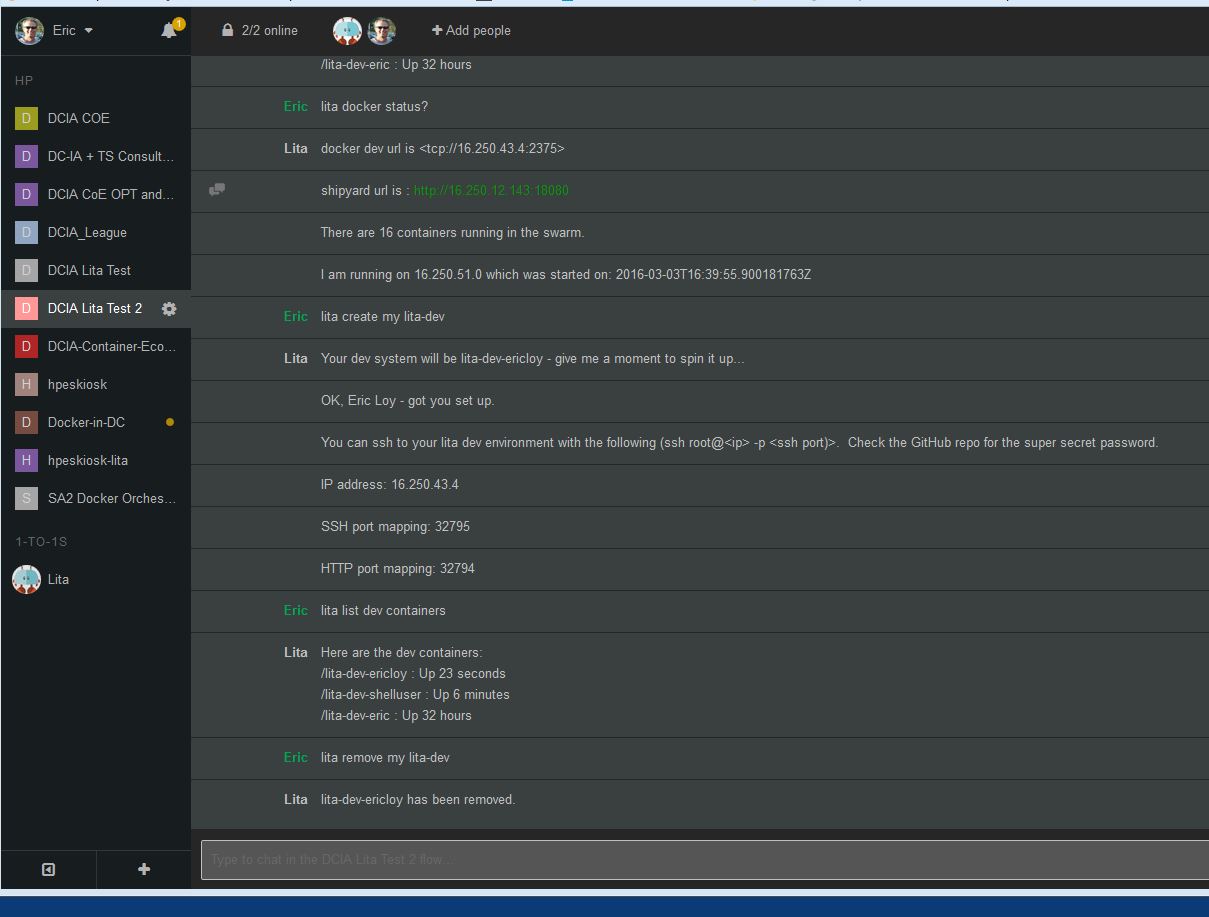 Eric
1
2/2 online
Add people
HP
D DCIA COE
D DC-IA + TS Consult...
D DCIA CoE OPT and...
D DCIA_League
D DCIA Lita Test
D DCIA Lita Test 2
D DCIA-Container-Eco...
H hpeskiosk
D Docker-in-DC
H hpeskiosk-lita
S SA2 Docker Orches...
1-TO-1S
Lita
/lita-dev-eric : Up 32 hours
Eric lita docker status?
Lita docker dev url is <tcp://16.250.43.4:2375>
shipyard url is : http://16.250.12.143:18080
There are 16 containers running in the swarm.
I am running on 16.250.51.0 which was started on: 2016-03-03T16:39:55.900181763Z
Eric lita create my lita-dev
Lita Your dev system will be lita-dev-ericloy - give me a moment to spin it up...
OK, Eric Loy - got you set up.
You can ssh to your lita dev environment with the following (ssh root@<ip> -p <ssh port)>.  Check the GitHub repo for the super secret password.
IP address: 16.250.43.4
SSH port mapping: 32795
HTTP port mapping: 32794
Eric lita list dev containers
Lita Here are the dev containers:
/lita-dev-ericloy : Up 23 seconds
/lita-dev-shelluser : Up 6 minutes
/lita-dev-eric : Up 32 hours
Eric lita remove my lita-dev
Lita lita-dev-ericloy has been removed.
Type to chat in the DCIA Lita Test 2 flow...